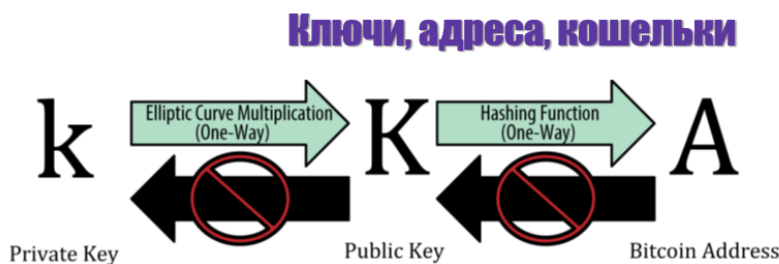 Ключи, адреса, кошельки
Elliptic Curve Multiplication
(One-Way)
Hashing Function
(One-Way)
k
K
A
Private Key
Public Key
Bitcoin Address